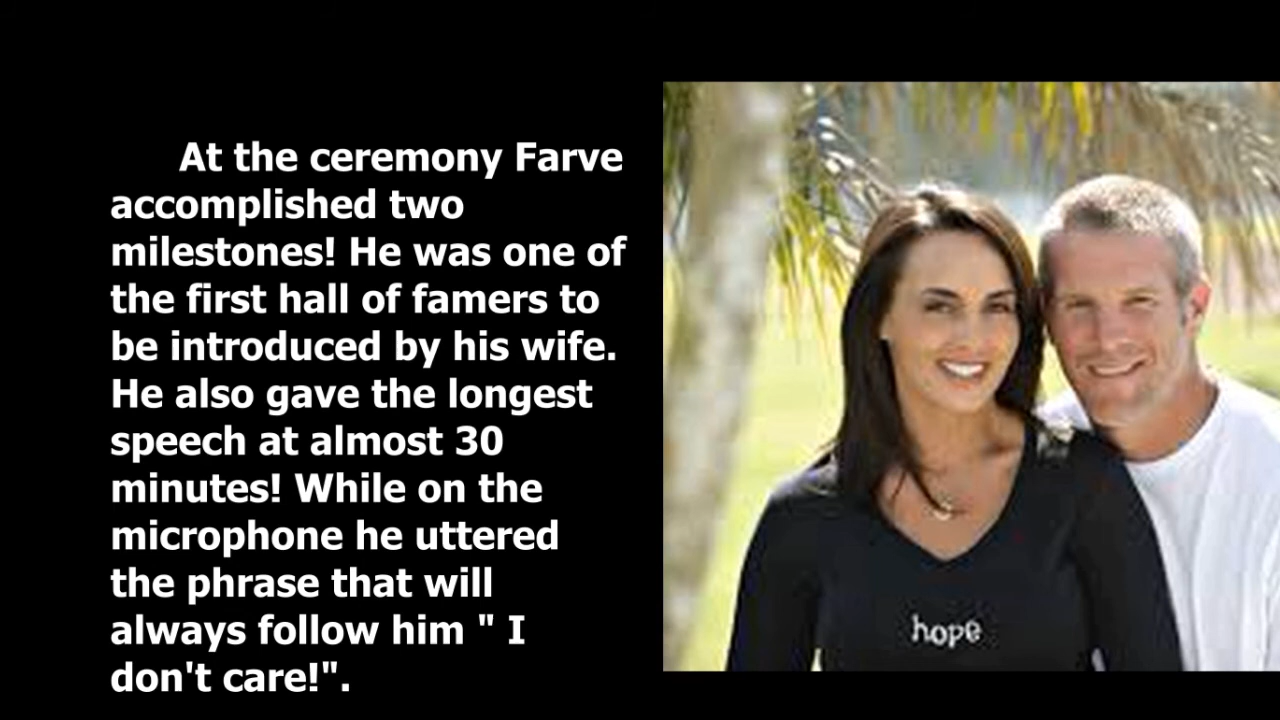 At the ceremony Farve
accomplished two
milestones! He was one of
the first hall of famers to
be introduced by his wife.
He also gave the longest
speech at almost 30
minutes! While on the
microphone he uttered
the phrase that will
always follow him " I
don't care!".
hope